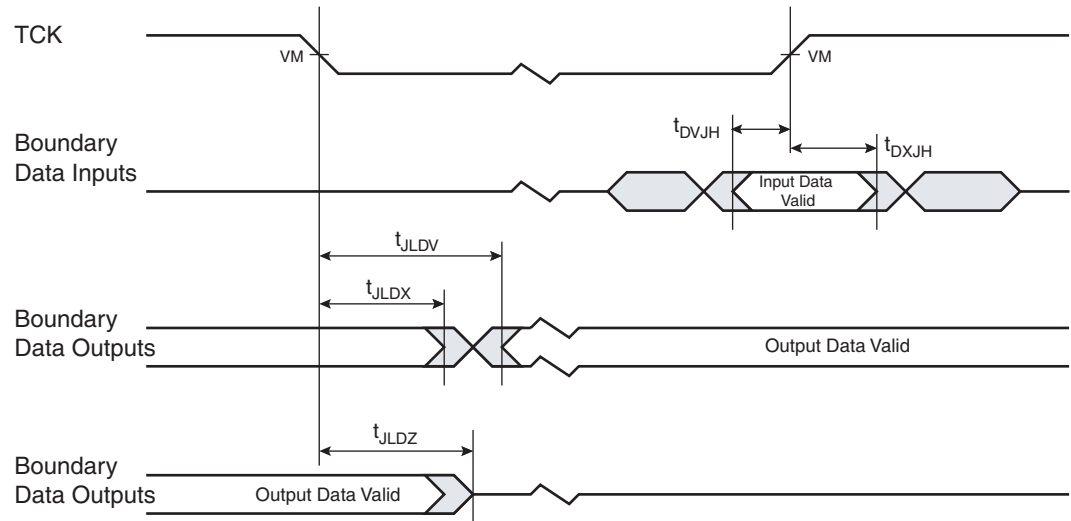 TCK
VM
VM
Boundary
Data Inputs
tDVJH
tDXJH
Input Data
Valid
tJLDV
tJLDX
Boundary
Data Outputs
Output Data Valid
tJLDZ
Boundary
Data Outputs
Output Data Valid